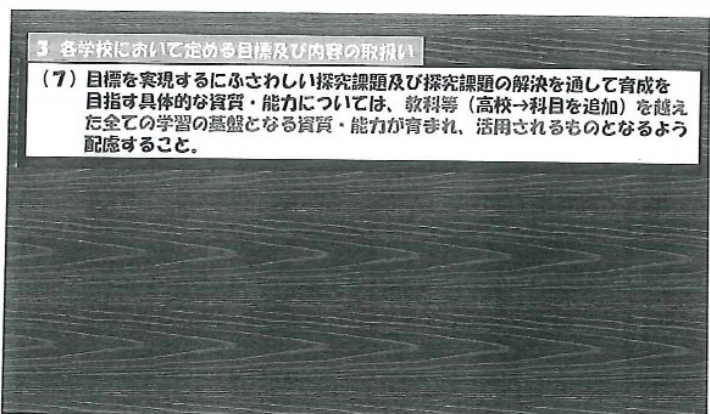 3 各学校において定める目標及び内容の取扱い
（7）目標を実現するにふさわしい探究課題及び探究課題の解決を通して育成を
目指す具体的な資質・能力については、教科等（高校→科目を追加）を越え
た全ての学習の基盤となる資質・能力が育まれ、活用されるものとなるよう
配慮すること。